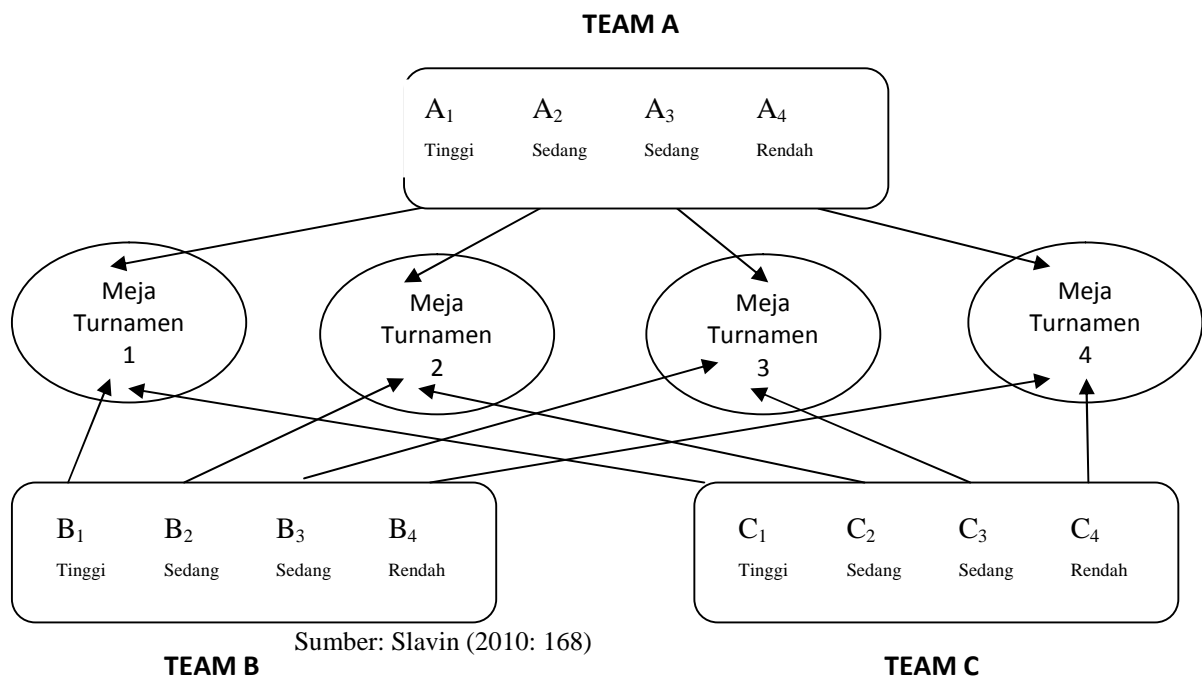 TEAM A
A₁ A₂ A₃ A₄
Tinggi Sedang Sedang Rendah
Meja
Turnamen
1
Meja
Turnamen
2
Meja
Turnamen
3
Meja
Turnamen
4
B₁ B₂ B₃ B₄
Tinggi Sedang Sedang Rendah
C₁ C₂ C₃ C₄
Tinggi Sedang Sedang Rendah
Sumber: Slavin (2010: 168)
TEAM B
TEAM C